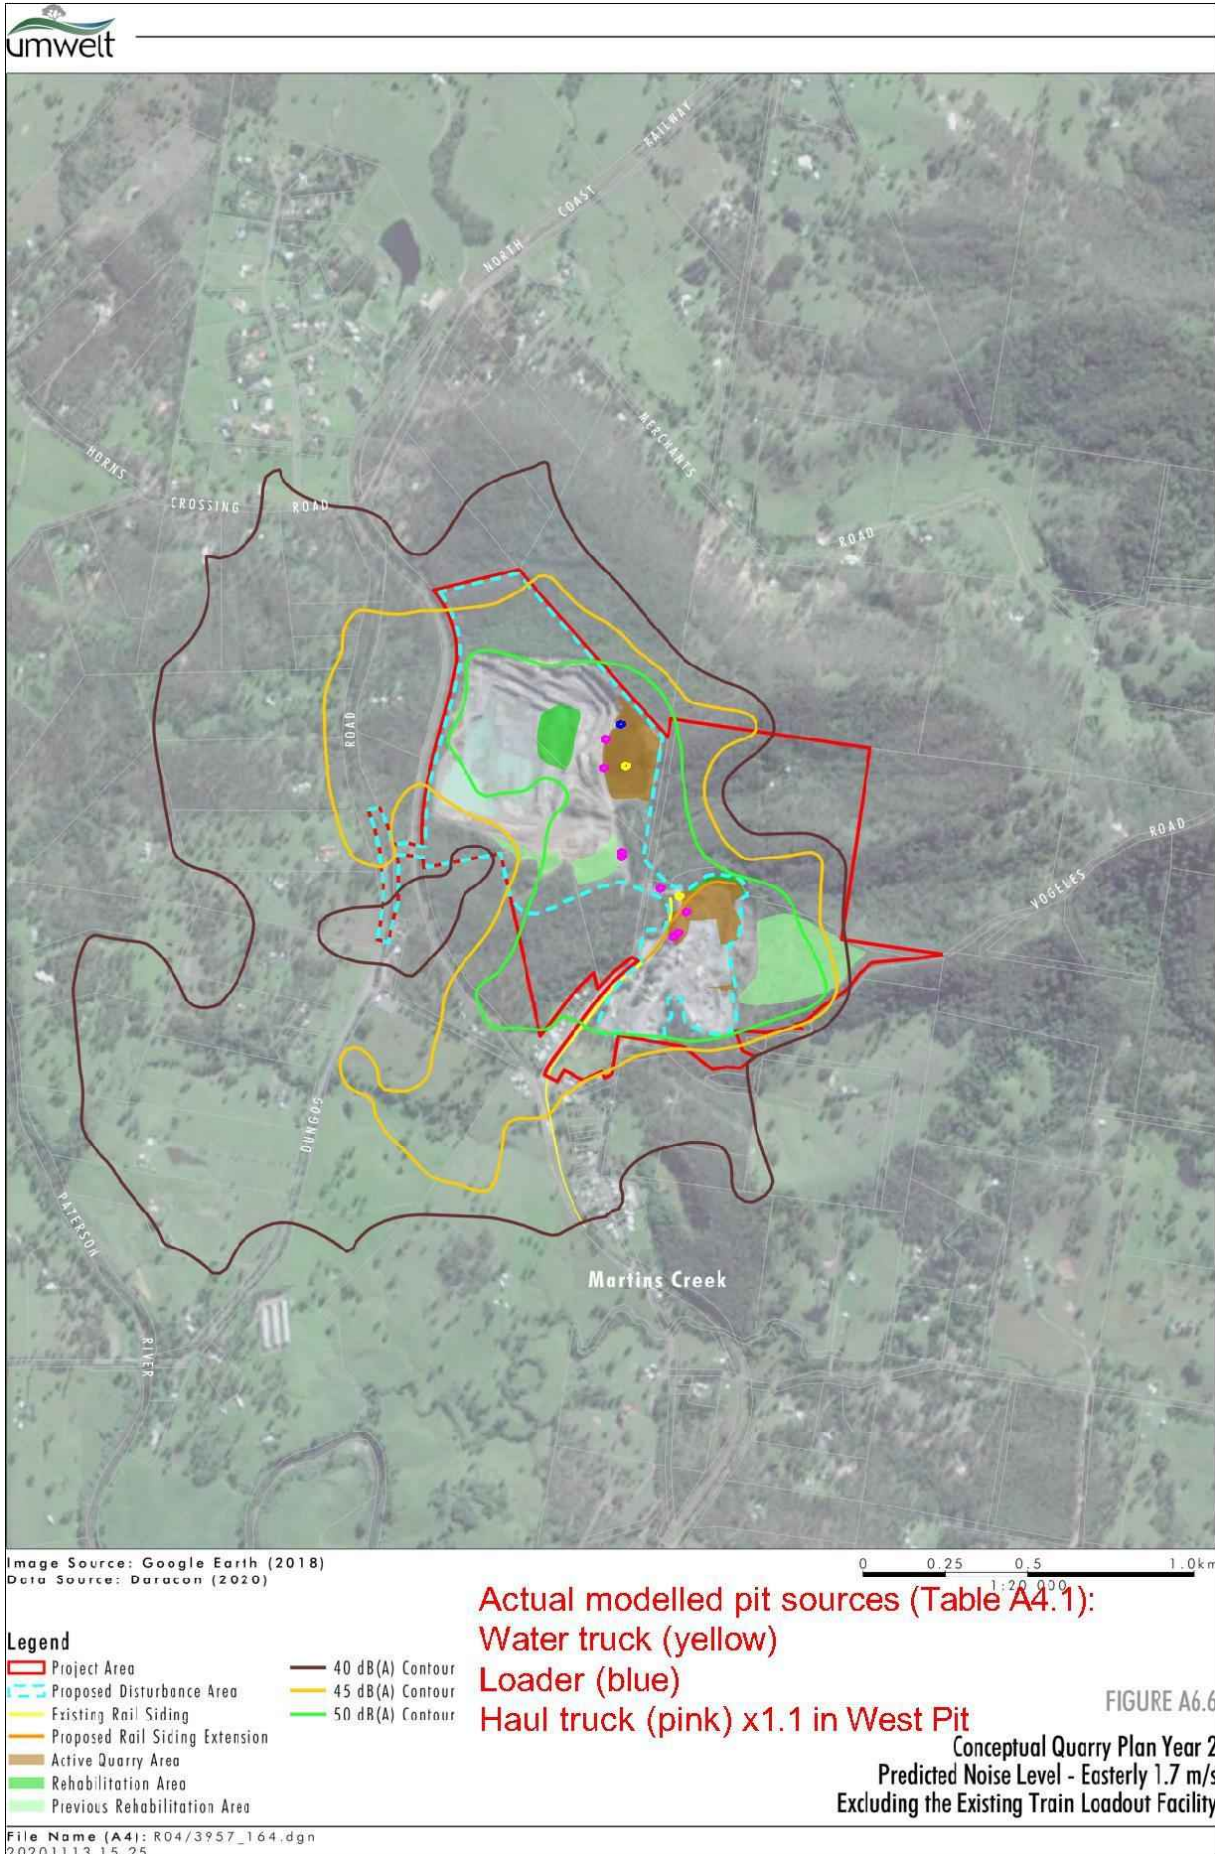 umwelt
RAILWAY
COAST
NORTH
MERCHANTS
HORNS
CROSSING
ROAD
ROAD
ROAD
ROAD
VOGELES
DUNGOG
PATERSON
Martins Creek
RIVER
Image Source: Google Earth (2018)
Data Source: Daracon (2020)
0 0.25 0.5 1.0km
1:20 000
Actual modelled pit sources (Table A4.1):
Water truck (yellow)
Loader (blue)
Haul truck (pink) x1.1 in West Pit
Legend
Project Area
Proposed Disturbance Area
Existing Rail Siding
Proposed Rail Siding Extension
Active Quarry Area
Rehabilitation Area
Previous Rehabilitation Area
40 dB(A) Contour
45 dB(A) Contour
50 dB(A) Contour
FIGURE A6.6
Conceptual Quarry Plan Year 2
Predicted Noise Level - Easterly 1.7 m/s
Excluding the Existing Train Loadout Facility
File Name (A4): R04/3957_164.dgn
20201113 15.25